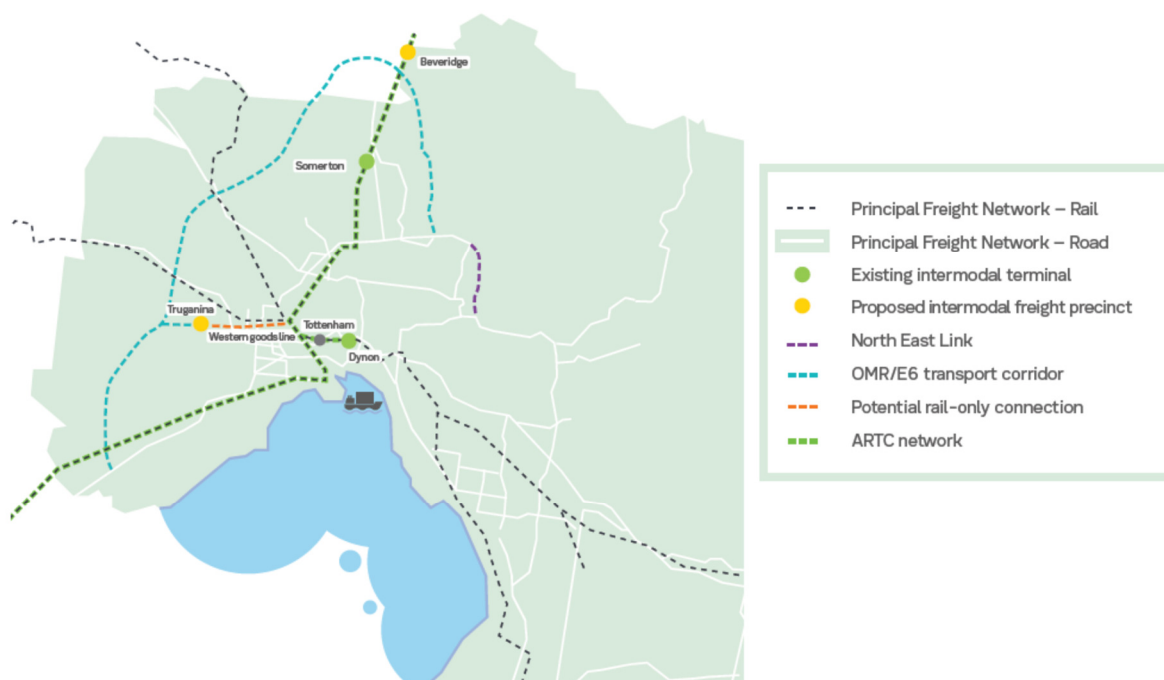 Beveridge
Somerton
Truganina
Tottenham
Western goods line
Dynon
Principal Freight Network – Rail
Principal Freight Network – Road
Existing intermodal terminal
Proposed intermodal freight precinct
North East Link
OMR/E6 transport corridor
Potential rail-only connection
ARTC network